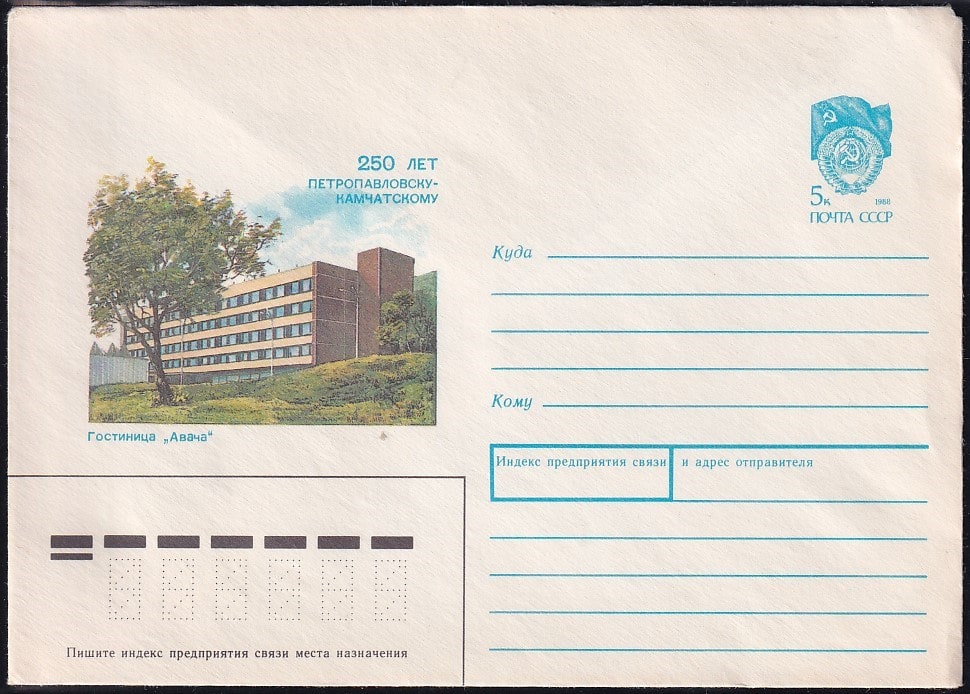 250 ЛЕТ
ПЕТРОПАВЛОВСКУ-
КАМЧАТСКОМУ
Гостиница „Авача“
5к 1988
ПОЧТА СССР
Куда
Кому
Индекс предприятия связи и адрес отправителя
Пишите индекс предприятия связи места назначения